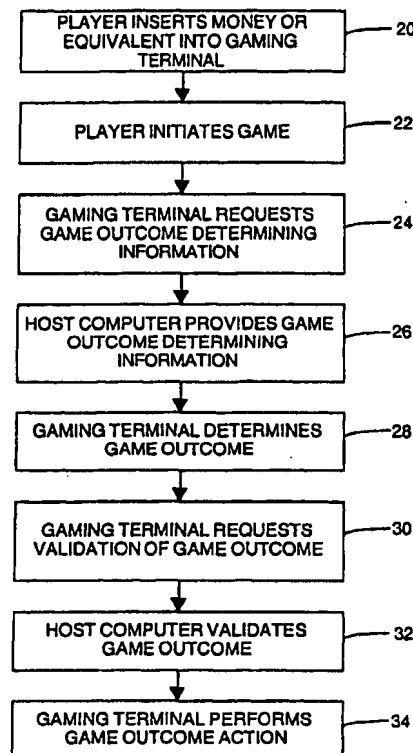 PLAYER INSERTS MONEY OR
EQUIVALENT INTO GAMING
TERMINAL
20
PLAYER INITIATES GAME
22
GAMING TERMINAL REQUESTS
GAME OUTCOME DETERMINING
INFORMATION
24
HOST COMPUTER PROVIDES GAME
OUTCOME DETERMINING
INFORMATION
26
GAMING TERMINAL DETERMINES
GAME OUTCOME
28
GAMING TERMINAL REQUESTS
VALIDATION OF GAME OUTCOME
30
HOST COMPUTER VALIDATES
GAME OUTCOME
32
GAMING TERMINAL PERFORMS
GAME OUTCOME ACTION
34